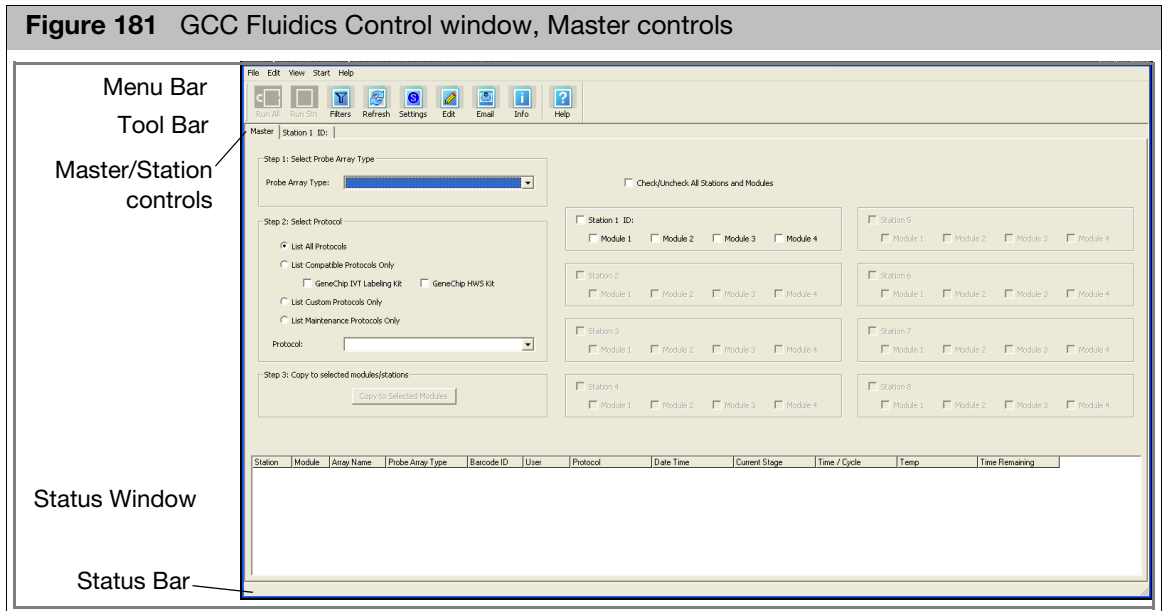 Figure 181 GCC Fluidics Control window, Master controls
Menu Bar
Tool Bar
Master/Station
controls
Status Window
Status Bar
File Edit View Start Help
Run All Run Stn Filters Refresh Settings Edit Email Info Help
Master Station 1 ID:
Step 1: Select Probe Array Type
Probe Array Type:
Step 2: Select Protocol
List All Protocols
List Compatible Protocols Only
GeneChip IVT Labeling Kit GeneChip HWS Kit
List Custom Protocols Only
List Maintenance Protocols Only
Protocol:
Step 3: Copy to selected modules/stations
Copy to Selected Modules
Check/Uncheck All Stations and Modules
Station 1 ID:
Module 1 Module 2 Module 3 Module 4
Station 2
Module 1 Module 2 Module 3 Module 4
Station 3
Module 1 Module 2 Module 3 Module 4
Station 4
Module 1 Module 2 Module 3 Module 4
Station 5
Module 1 Module 2 Module 3 Module 4
Station 6
Module 1 Module 2 Module 3 Module 4
Station 7
Module 1 Module 2 Module 3 Module 4
Station 8
Module 1 Module 2 Module 3 Module 4
Station Module Array Name Probe Array Type Barcode ID User Protocol Date Time Current Stage Time / Cycle Temp Time Remaining